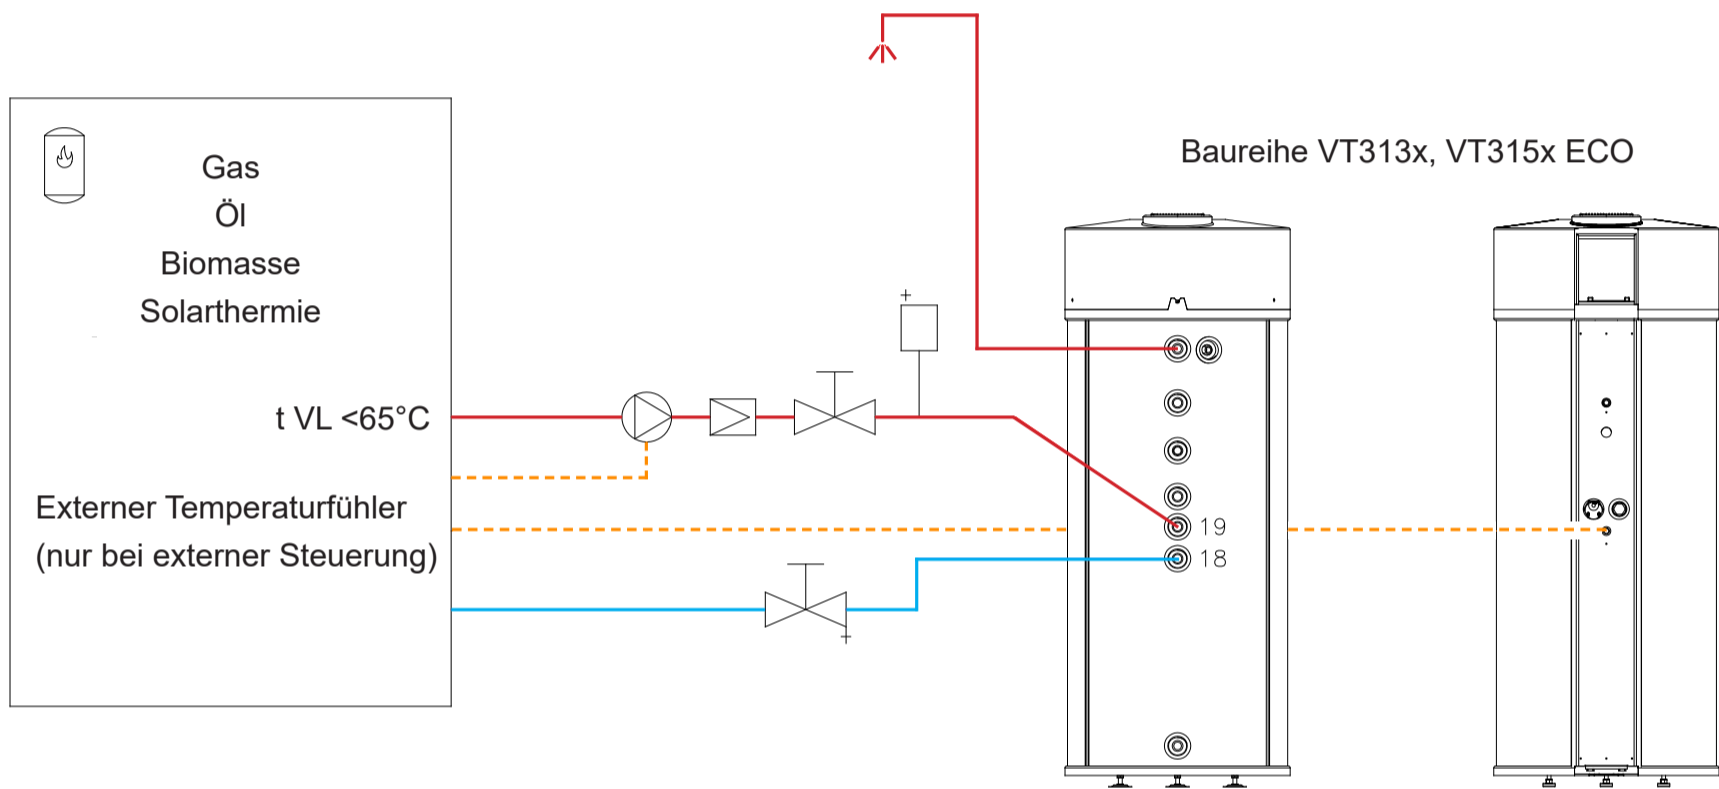 Baureihe VT313x, VT315x ECO
Gas
Öl
Biomasse
Solarthermie
t VL <65°C
Externer Temperaturfühler
(nur bei externer Steuerung)
19
18